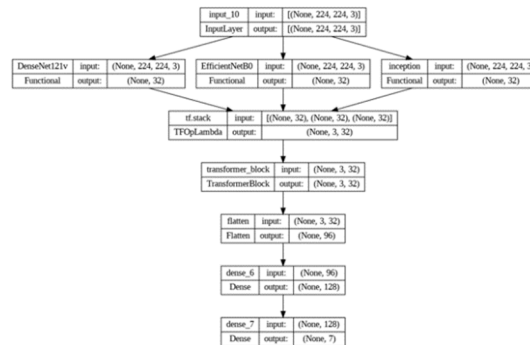 input_10 input: [(None, 224, 224, 3)]
InputLayer output: [(None, 224, 224, 3)]
DenseNet121v input: (None, 224, 224, 3)
Functional output: (None, 32)
EfficientNetB0 input: (None, 224, 224, 3)
Functional output: (None, 32)
inception input: (None, 224, 224, 3)
Functional output: (None, 32)
tf.stack input: [(None, 32), (None, 32), (None, 32)]
TFOpLambda output: (None, 3, 32)
transformer_block input: (None, 3, 32)
TransformerBlock output: (None, 3, 32)
flatten input: (None, 3, 32)
Flatten output: (None, 96)
dense_6 input: (None, 96)
Dense output: (None, 128)
dense_7 input: (None, 128)
Dense output: (None, 7)